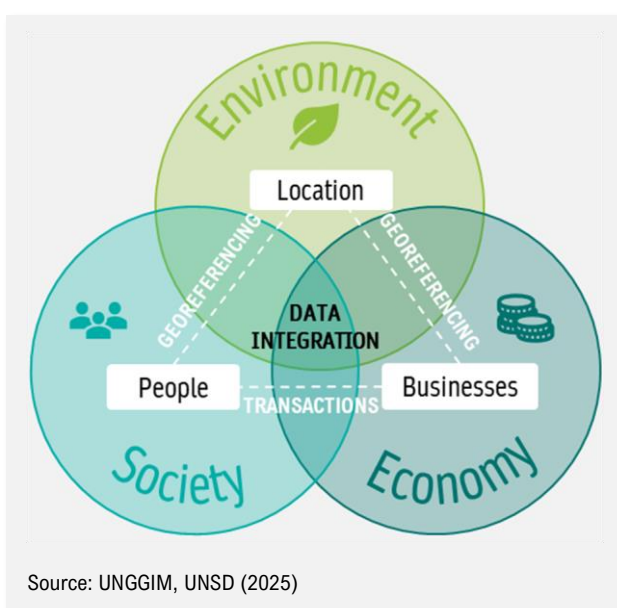 Environment
Location
GEOREFERENCING
GEOREFERENCING
DATA
INTEGRATION
People
Businesses
TRANSACTIONS
Society
Economy
Source: UNGGIM, UNSD (2025)